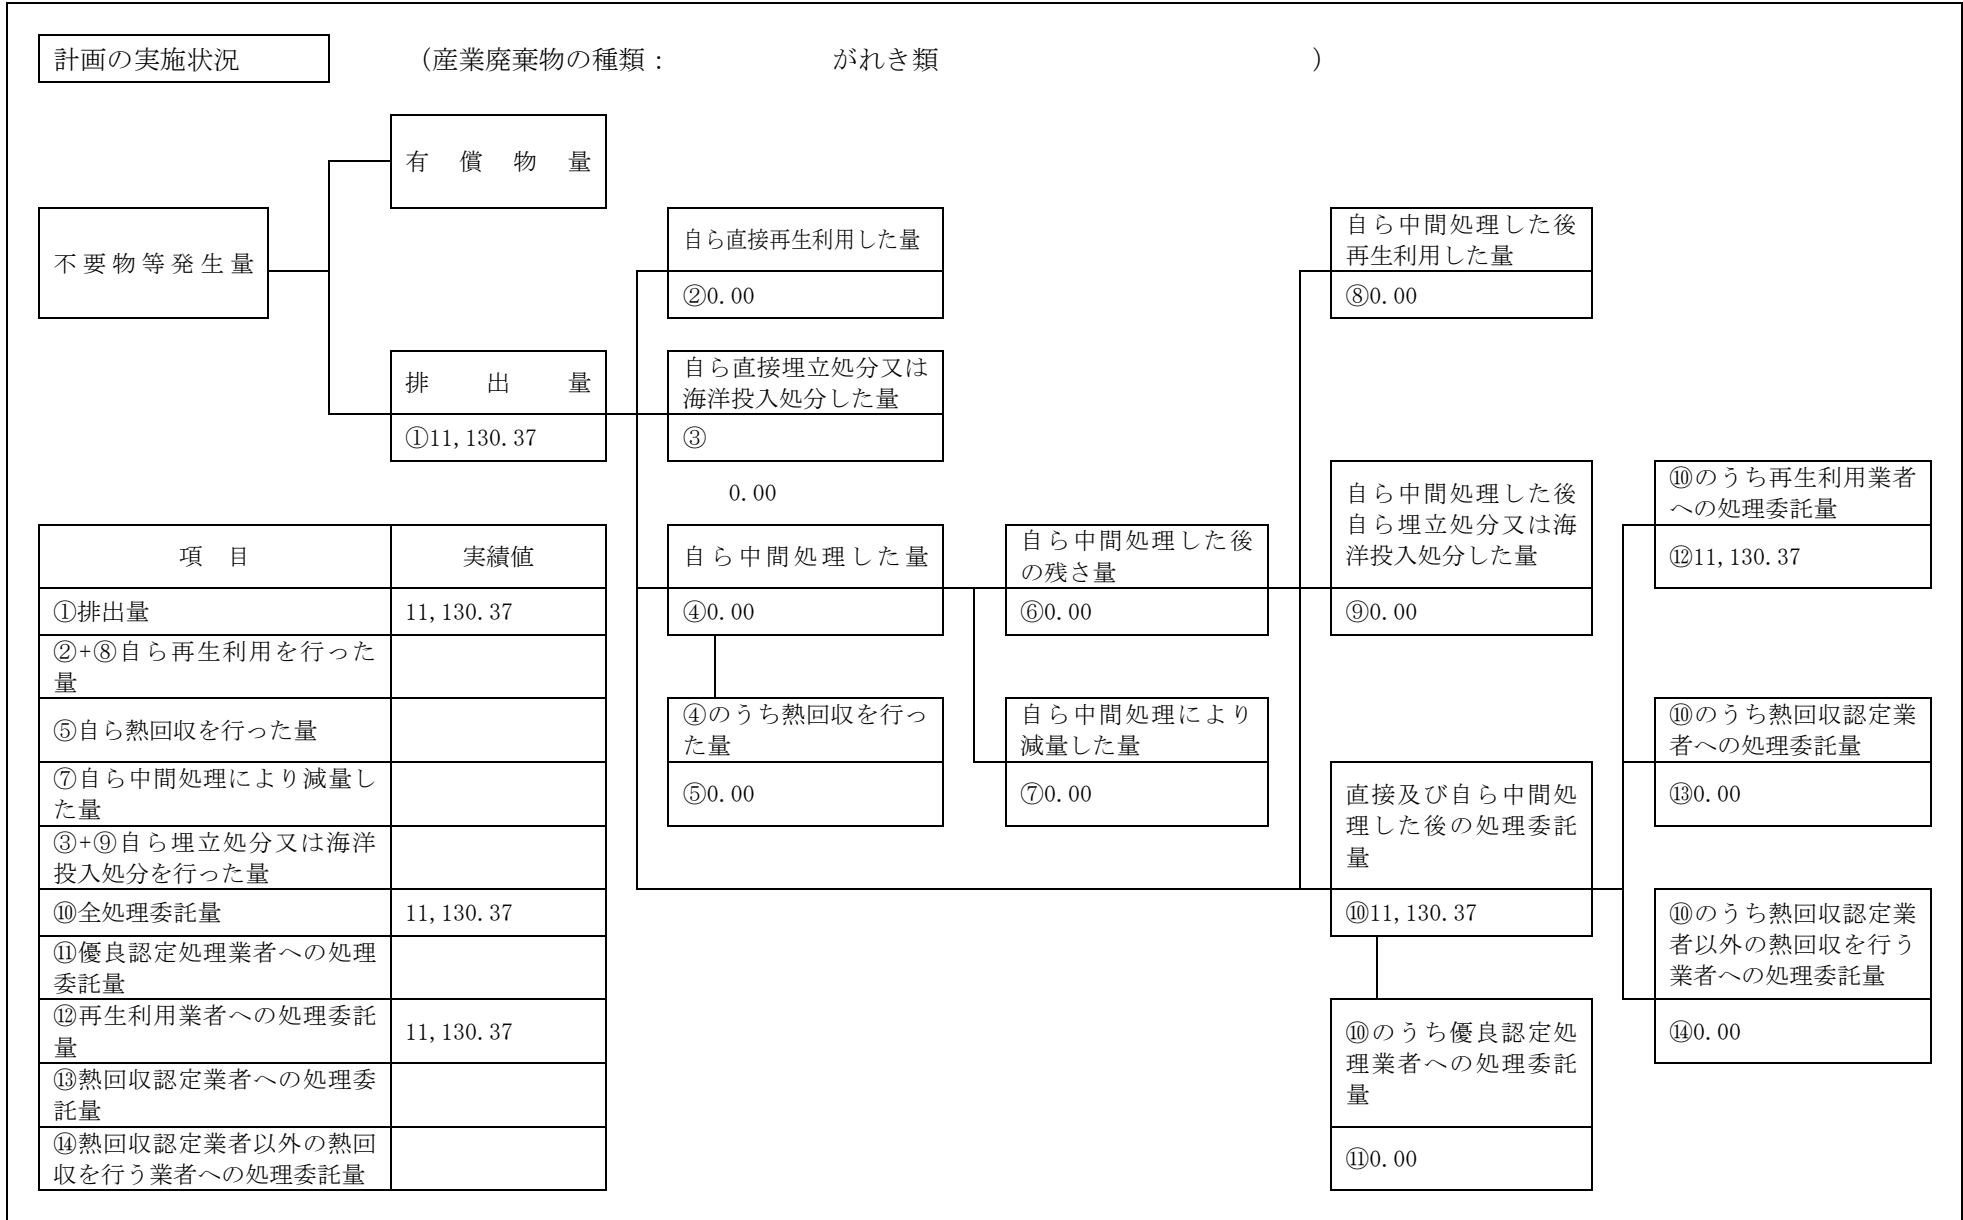 計画の実施状況
（産業廃棄物の種類： がれき類 ）
有償物量
不要物等発生量
排出量
①11,130.37
自ら直接再生利用した量
②0.00
自ら直接埋立処分又は
海洋投入処分した量
③
0.00
自ら中間処理した量
④0.00
④のうち熱回収を行っ
た量
⑤0.00
自ら中間処理した後
の残さ量
⑥0.00
自ら中間処理により
減量した量
⑦0.00
自ら中間処理した後
再生利用した量
⑧0.00
自ら中間処理した後
自ら埋立処分又は海
洋投入処分した量
⑨0.00
直接及び自ら中間処
理した後の処理委託
量
⑩11,130.37
⑩のうち優良認定処
理業者への処理委託
量
⑪0.00
⑩のうち再生利用業者
への処理委託量
⑫11,130.37
⑩のうち熱回収認定業
者への処理委託量
⑬0.00
⑩のうち熱回収認定業
者以外の熱回収を行う
業者への処理委託量
⑭0.00
項 目 実績値
①排出量 11,130.37
②+⑧自ら再生利用を行った
量
⑤自ら熱回収を行った量
⑦自ら中間処理により減量し
た量
③+⑨自ら埋立処分又は海洋
投入処分を行った量
⑩全処理委託量 11,130.37
⑪優良認定処理業者への処理
委託量
⑫再生利用業者への処理委託
量 11,130.37
⑬熱回収認定業者への処理委
託量
⑭熱回収認定業者以外の熱回
収を行う業者への処理委託量